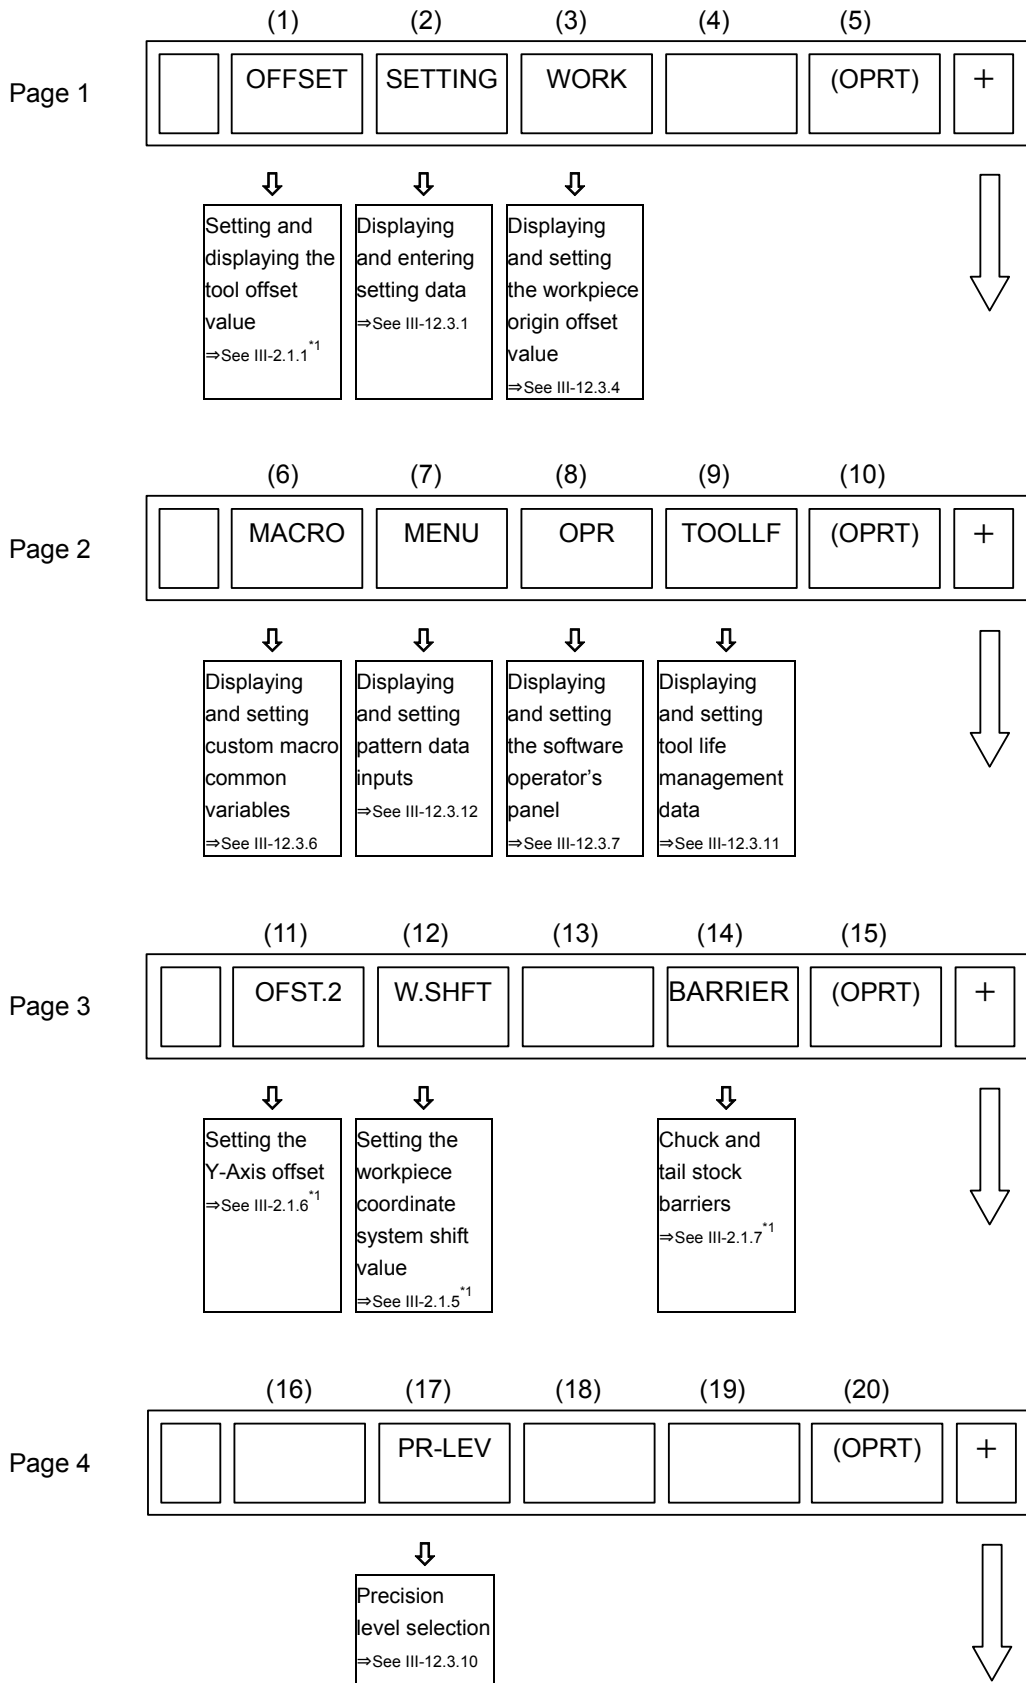 (1) (2) (3) (4) (5)
Page 1
OFFSET SETTING WORK (OPRT) +
Setting and
displaying the
tool offset
value
⇒See III-2.1.1*1
Displaying
and entering
setting data
⇒See III-12.3.1
Displaying
and setting
the workpiece
origin offset
value
⇒See III-12.3.4
(6) (7) (8) (9) (10)
Page 2
MACRO MENU OPR TOOLLF (OPRT) +
Displaying
and setting
custom macro
common
variables
⇒See III-12.3.6
Displaying
and setting
pattern data
inputs
⇒See III-12.3.12
Displaying
and setting
the software
operator's
panel
⇒See III-12.3.7
Displaying
and setting
tool life
management
data
⇒See III-12.3.11
(11) (12) (13) (14) (15)
Page 3
OFST.2 W.SHFT BARRIER (OPRT) +
Setting the
Y-Axis offset
⇒See III-2.1.6*1
Setting the
workpiece
coordinate
system shift
value
⇒See III-2.1.5*1
Chuck and
tail stock
barriers
⇒See III-2.1.7*1
(16) (17) (18) (19) (20)
Page 4
PR-LEV (OPRT) +
Precision
level selection
⇒See III-12.3.10